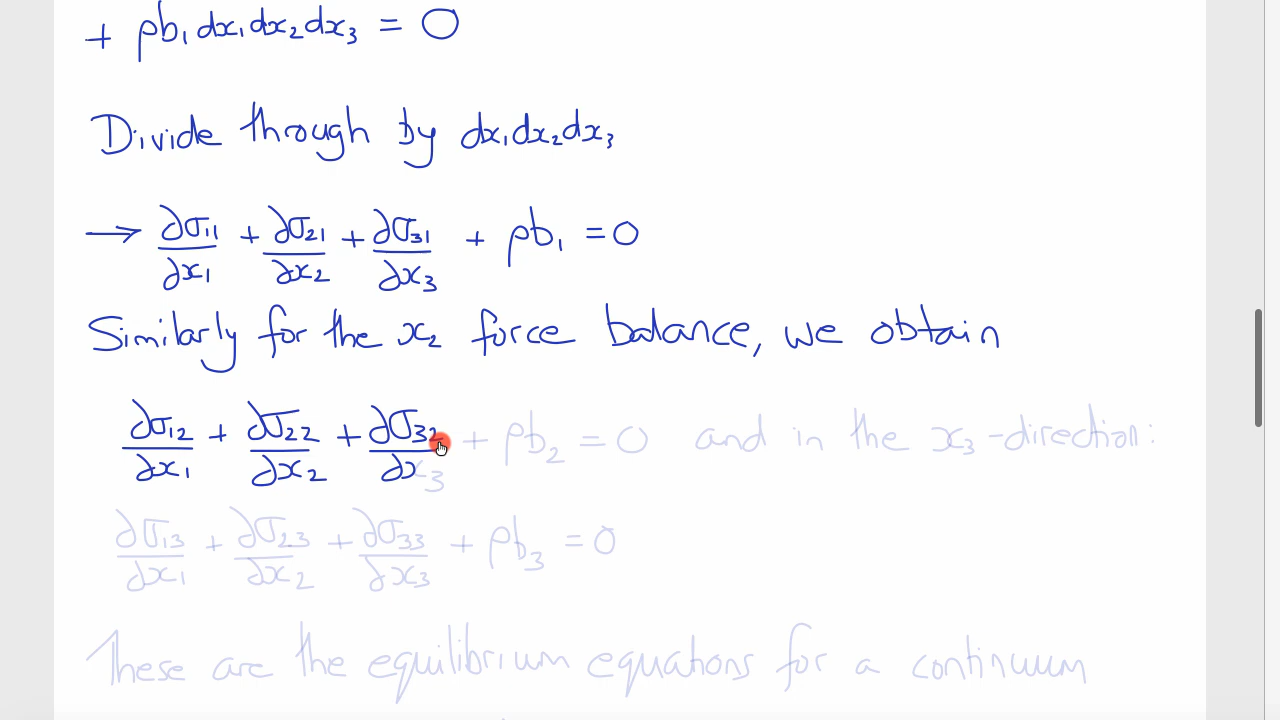 + ρb₁dx₁dx₂dx₃ = 0
Divide through by dx₁dx₂dx₃
→ ∂σ₁₁/∂x₁ + ∂σ₂₁/∂x₂ + ∂σ₃₁/∂x₃ + ρb₁ = 0
Similarly for the x₂ force balance, we obtain
∂σ₁₂/∂x₁ + ∂σ₂₂/∂x₂ + ∂σ₃₂/∂x₃ + ρb₂ = 0 and in the x₃-direction:
∂σ₁₃/∂x₁ + ∂σ₂₃/∂x₂ + ∂σ₃₃/∂x₃ + ρb₃ = 0
These are the equilibrium equations for a continuum